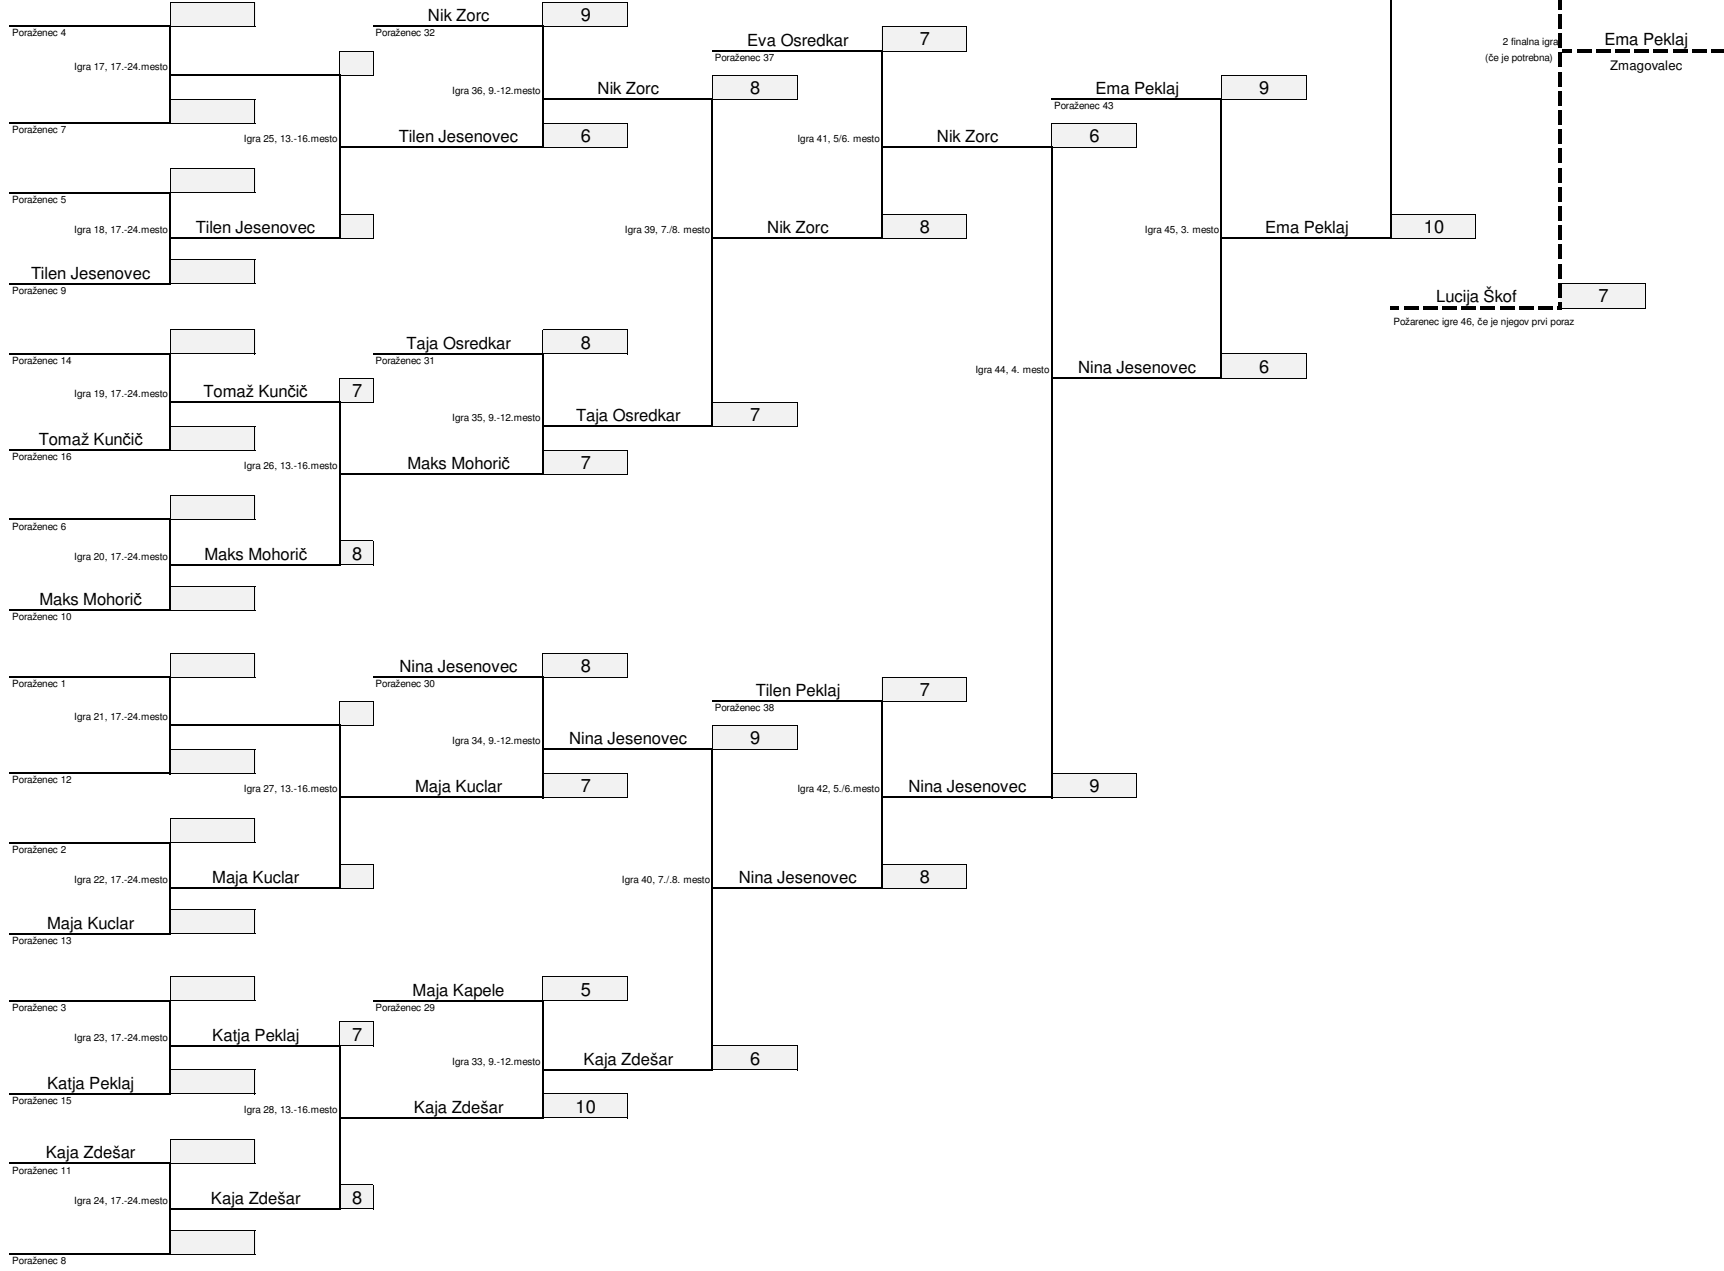 Nik Zorc 9
Poraženec 4
Poraženec 32
Eva Osredkar 7
2 finalna igra
Ema Peklaj
Poraženec 37
(če je potrebna)
Zmagovalec
Igra 17, 17.-24.mesto
Igra 36, 9.-12.mesto
Nik Zorc 8
Ema Peklaj 9
Poraženec 43
Poraženec 7
Igra 25, 13.-16.mesto
Tilen Jesenovec 6
Igra 41, 5/6. mesto
Nik Zorc 6
Poraženec 5
Igra 18, 17.-24.mesto
Tilen Jesenovec
Igra 39, 7./8. mesto
Nik Zorc 8
Igra 45, 3. mesto
Ema Peklaj 10
Tilen Jesenovec
Poraženec 9
Lucija Škof 7
Požarenec igre 46, če je njegov prvi poraz
Taja Osredkar 8
Poraženec 14
Poraženec 31
Igra 44, 4. mesto
Nina Jesenovec 6
Igra 19, 17.-24.mesto
Tomaž Kunčič 7
Igra 35, 9.-12.mesto
Taja Osredkar 7
Tomaž Kunčič
Poraženec 16
Igra 26, 13.-16.mesto
Maks Mohorič 7
Poraženec 6
Igra 20, 17.-24.mesto
Maks Mohorič 8
Maks Mohorič
Poraženec 10
Nina Jesenovec 8
Poraženec 1
Poraženec 30
Tilen Peklaj 7
Poraženec 38
Igra 21, 17.-24.mesto
Igra 34, 9.-12.mesto
Nina Jesenovec 9
Poraženec 12
Igra 27, 13.-16.mesto
Maja Kuclar 7
Igra 42, 5./6.mesto
Nina Jesenovec 9
Poraženec 2
Igra 22, 17.-24.mesto
Maja Kuclar
Igra 40, 7./.8. mesto
Nina Jesenovec 8
Maja Kuclar
Poraženec 13
Maja Kapele 5
Poraženec 3
Poraženec 29
Igra 23, 17.-24.mesto
Katja Peklaj 7
Igra 33, 9.-12.mesto
Kaja Zdešar 6
Katja Peklaj
Poraženec 15
Igra 28, 13.-16.mesto
Kaja Zdešar 10
Kaja Zdešar
Poraženec 11
Igra 24, 17.-24.mesto
Kaja Zdešar 8
Poraženec 8